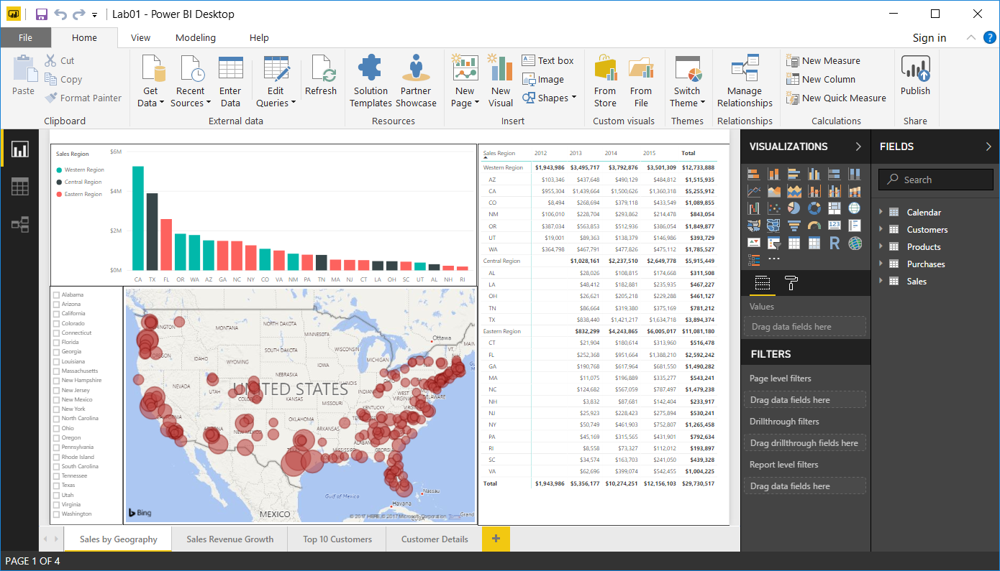 Lab01 - Power BI Desktop
File Home View Modeling Help Sign in
Paste
Cut
Copy
Format Painter
Clipboard
Get Data
Recent Sources
Enter Data
Edit Queries
Refresh
External data
Solution Templates
Partner Showcase
Resources
New Page
New Visual
Text box
Image
Shapes
Insert
From Store
From File
Custom visuals
Switch Theme
Themes
Manage Relationships
Relationships
New Measure
New Column
New Quick Measure
Calculations
Publish
Share
Sales Region
Western Region
Central Region
Eastern Region
$6M
$4M
$2M
$0M
CA TX FL OR WA AZ GA NC NY CO VA NM PA TN MA NJ CT LA OH SC UT AL NH RI
Alabama
Arizona
California
Colorado
Connecticut
Florida
Georgia
Louisiana
Massachusetts
New Hampshire
New Jersey
New Mexico
New York
North Carolina
Ohio
Oregon
Pennsylvania
Rhode Island
South Carolina
Tennessee
Texas
Utah
Virginia
Washington
MONTANA
NORTH DAKOTA
MINNESOTA
Ottawa
SOUTH DAKOTA
WISCONSIN
MICHIGAN
IDAHO
WYOMING
IOWA
NEBRASKA
NEVADA
UTAH
UNITED STATES
KANSAS
MISSOURI
WEST VIRGINIA
DELAWARE
KENTUCKY
OKLAHOMA
ARKANSAS
NEW MEXICO
MISSISSIPPI
Gulf of Mexico
Nassau
Havana
MEXICO
Bing
© 2017 HERE © 2017 Microsoft Corporation
Sales Region 2012 2013 2014 2015 Total
Western Region $1,943,986 $3,495,717 $3,792,876 $3,501,309 $12,733,888
AZ $103,346 $437,648 $490,129 $484,812 $1,515,935
CA $955,304 $1,439,664 $1,500,626 $1,360,318 $5,255,912
CO $8,494 $268,694 $379,118 $433,549 $1,089,855
NM $106,010 $228,704 $293,862 $214,478 $843,054
OR $387,034 $563,853 $512,936 $386,054 $1,849,877
UT $19,001 $89,363 $138,379 $146,986 $393,729
WA $364,798 $467,791 $477,826 $475,112 $1,785,527
Central Region $1,028,161 $2,237,510 $2,649,778 $5,915,449
AL $28,026 $108,815 $174,668 $311,508
LA $48,412 $182,881 $235,935 $467,227
OH $26,621 $205,218 $229,288 $461,127
TN $86,664 $319,380 $375,169 $781,212
TX $838,440 $1,421,217 $1,634,718 $3,894,374
Eastern Region $832,299 $4,243,865 $6,005,017 $11,081,180
CT $21,904 $180,614 $313,960 $516,478
FL $252,368 $951,664 $1,388,210 $2,592,242
GA $190,768 $617,964 $681,550 $1,490,282
MA $11,075 $196,889 $335,277 $543,241
NC $124,682 $567,059 $787,497 $1,479,238
NH $3,832 $87,681 $142,404 $233,917
NJ $25,923 $228,423 $275,894 $530,241
NY $50,749 $461,903 $752,807 $1,265,458
PA $45,169 $315,565 $431,901 $792,634
RI $8,558 $73,327 $112,012 $193,897
SC $34,574 $163,703 $241,050 $439,328
VA $62,696 $399,074 $542,455 $1,004,225
Total $1,943,986 $5,356,177 $10,274,251 $12,156,103 $29,730,517
VISUALIZATIONS
123
R
Values
Drag data fields here
FILTERS
Page level filters
Drag data fields here
Drillthrough filters
Drag drillthrough fields here
Report level filters
Drag data fields here
FIELDS
Search
Calendar
Customers
Products
Purchases
Sales
Sales by Geography
Sales Revenue Growth
Top 10 Customers
Customer Details
PAGE 1 OF 4